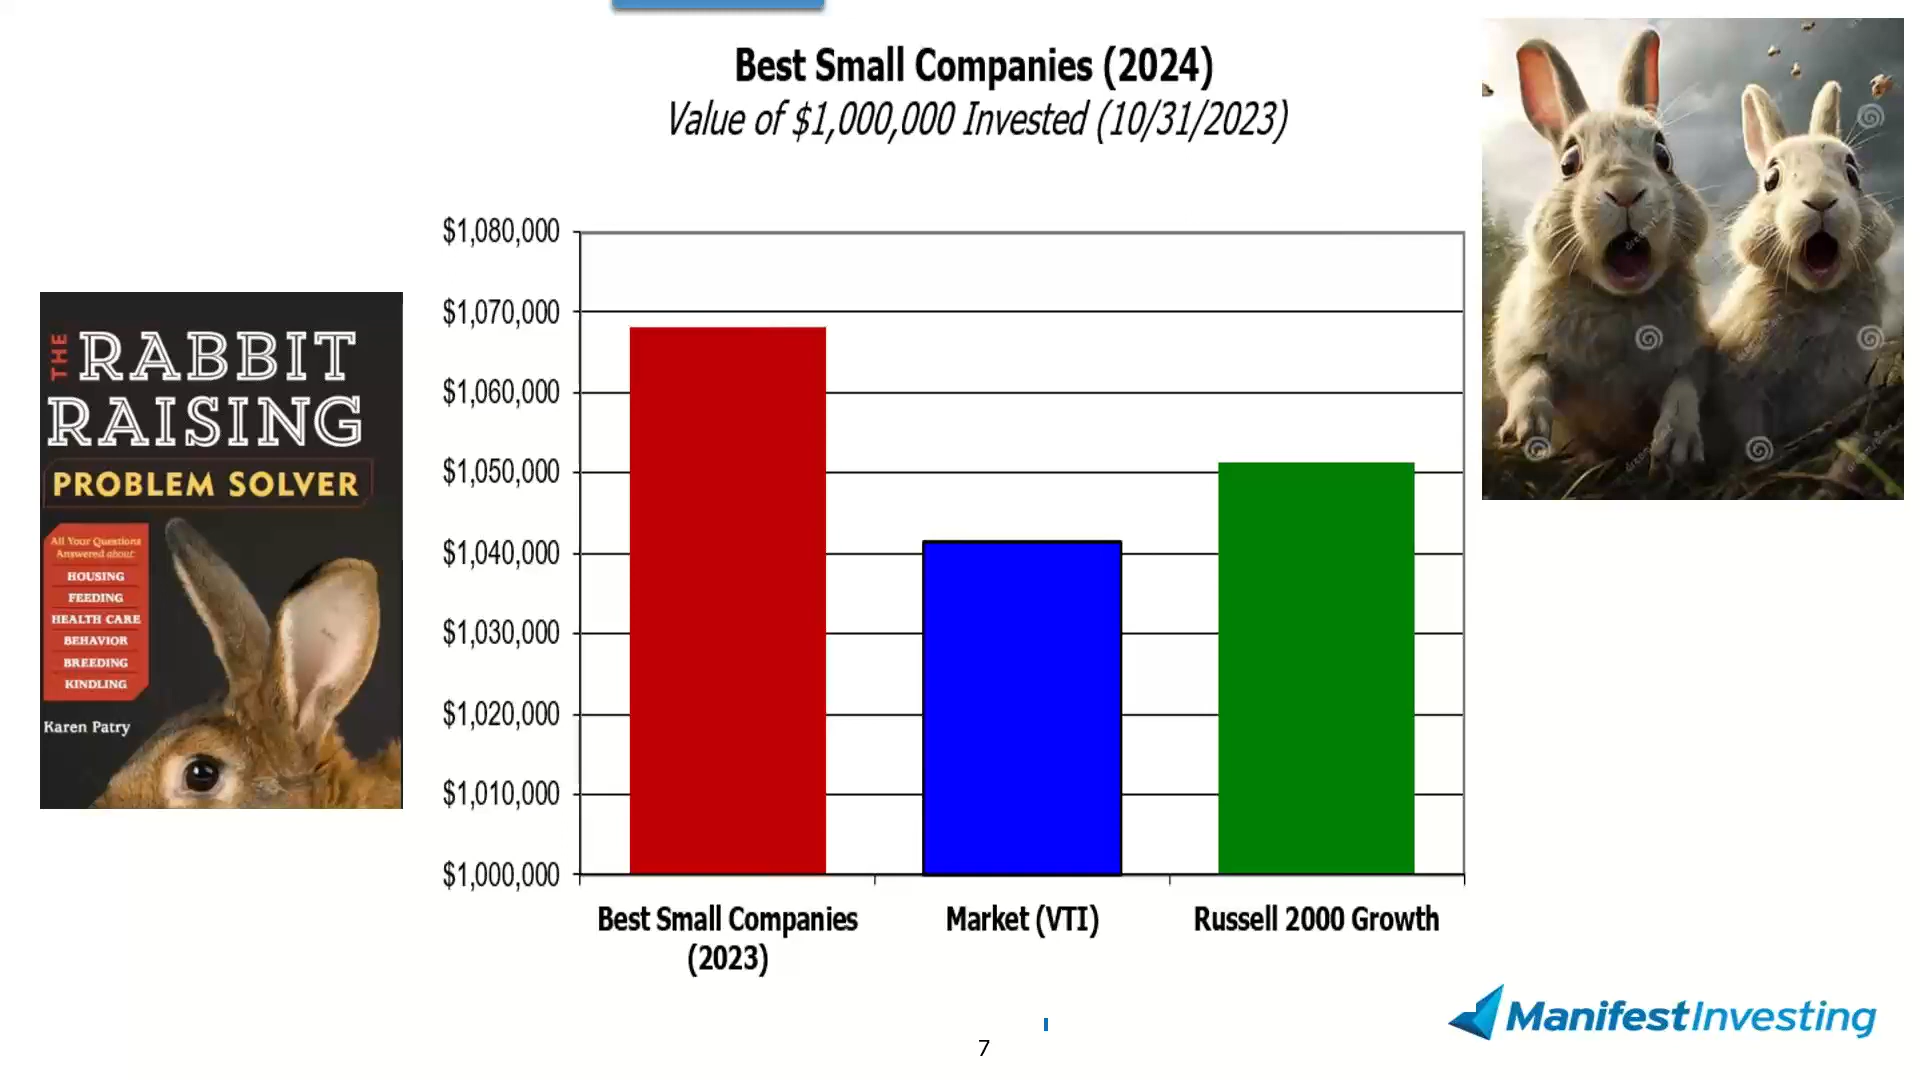 Best Small Companies (2024)
Value of $1,000,000 Invested (10/31/2023)
$1,080,000
$1,070,000
$1,060,000
$1,050,000
$1,040,000
$1,030,000
$1,020,000
$1,010,000
$1,000,000
Best Small Companies
(2023)
Market (VTI)
Russell 2000 Growth
THE
RABBIT
RAISING
PROBLEM SOLVER
All Your Questions
Answered about:
HOUSING
FEEDING
HEALTH CARE
BEHAVIOR
BREEDING
KINDLING
Karen Patry
ManifestInvesting
7